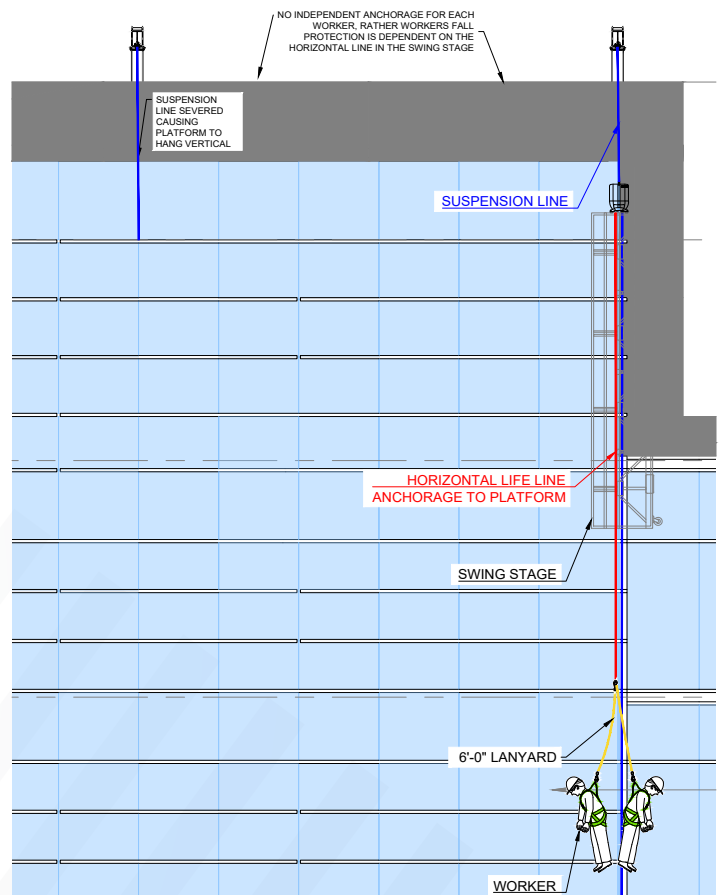 NO INDEPENDENT ANCHORAGE FOR EACH
WORKER, RATHER WORKERS FALL
PROTECTION IS DEPENDENT ON THE
HORIZONTAL LINE IN THE SWING STAGE
SUSPENSION
LINE SEVERED
CAUSING
PLATFORM TO
HANG VERTICAL
SUSPENSION LINE
HORIZONTAL LIFE LINE
ANCHORAGE TO PLATFORM
SWING STAGE
6'-0" LANYARD
WORKER